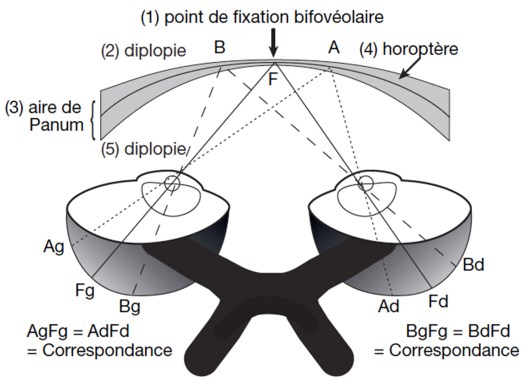 (1) point de fixation bifovéolaire
(2) diplopie
B
A
(4) horoptère
F
(3) aire de
Panum
(5) diplopie
Ag
Fg
Bg
Bd
Fd
Ad
AgFg = AdFd
= Correspondance
BgFg = BdFd
= Correspondance